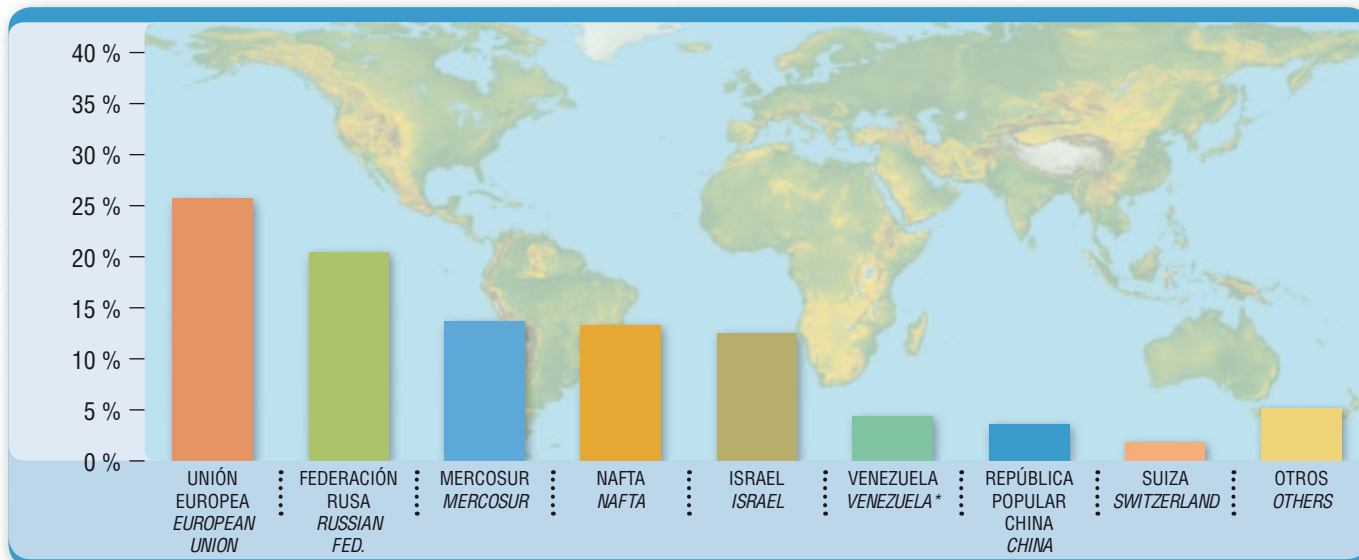 40 %
35 %
30 %
25 %
20 %
15 %
10 %
5 %
0 %
UNIÓN
EUROPEA
EUROPEAN
UNION
FEDERACIÓN
RUSA
RUSSIAN
FED.
MERCOSUR
MERCOSUR
NAFTA
NAFTA
ISRAEL
ISRAEL
VENEZUELA
VENEZUELA*
REPÚBLICA
POPULAR
CHINA
CHINA
SUIZA
SWITZERLAND
OTROS
OTHERS